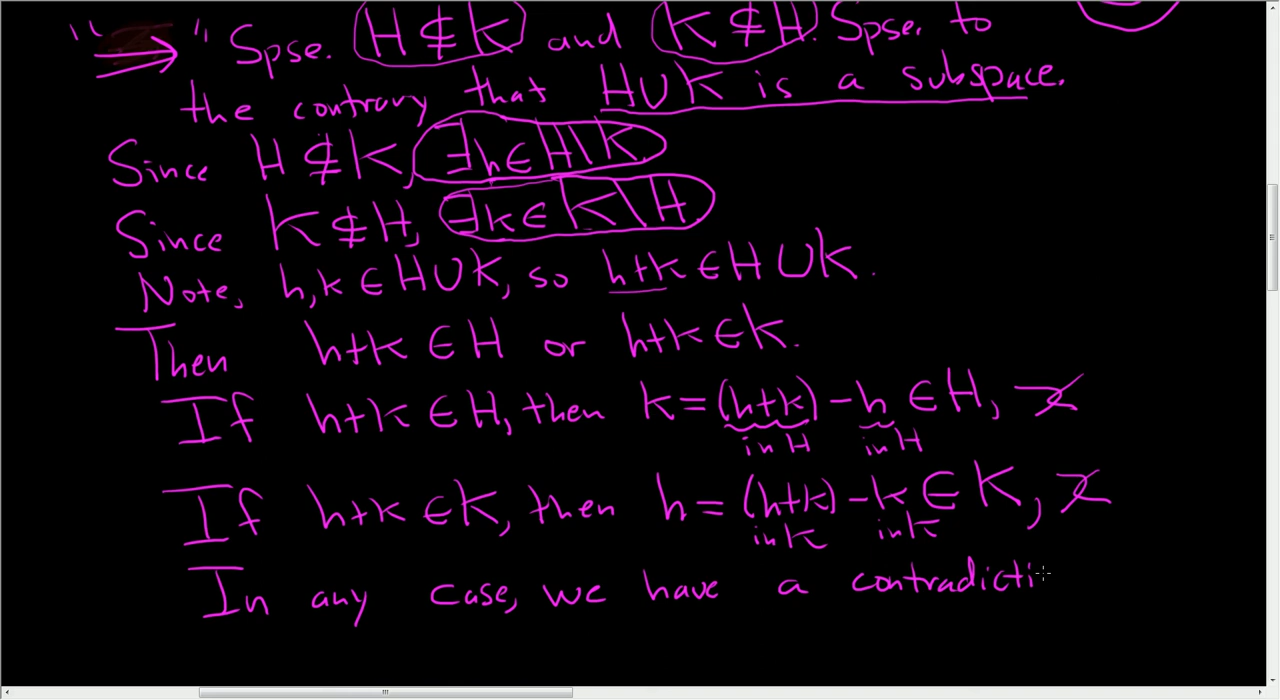 "⇒" Spse. H ⊈ K and K ⊈ H. Spse. to
the contrary that H∪K is a subspace.
Since H ⊈ K, ∃h∈H\K.
Since K ⊈ H, ∃k∈K\H.
Note, h,k ∈ H∪K, so h+k ∈ H∪K.
Then h+k ∈ H or h+k ∈ K.
If h+k ∈ H, then k = (h+k) - h ∈ H,
in H in H
If h+k ∈ K, then h = (h+k) - k ∈ K,
in K in K
In any case, we have a contradicti